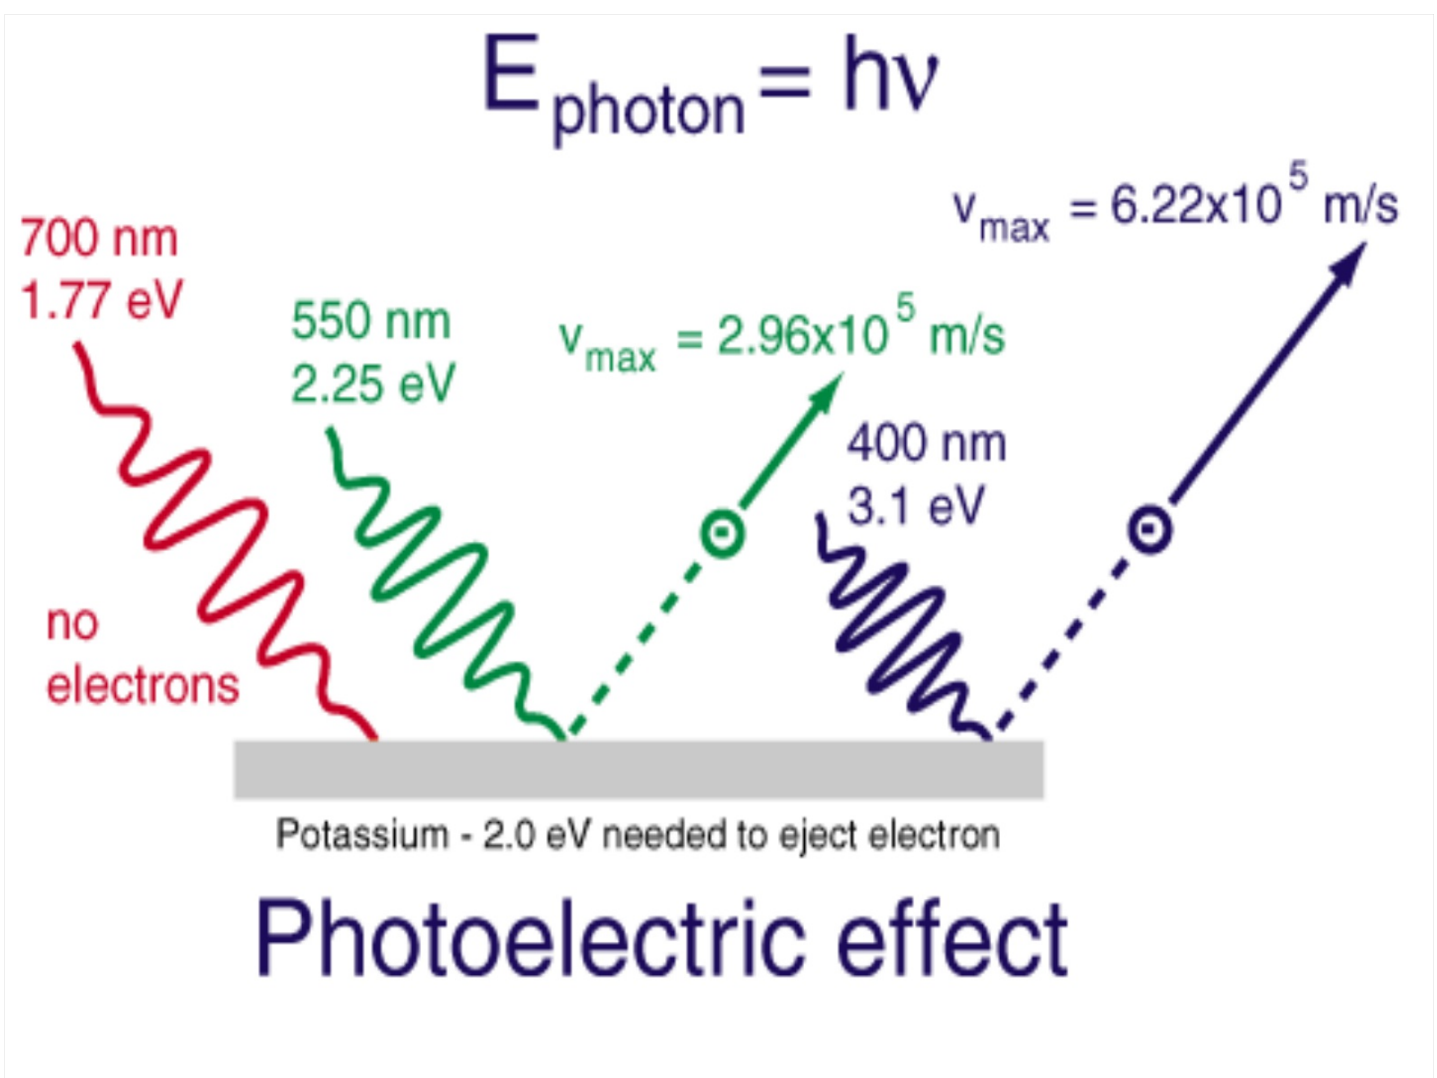 E photon = hν
v max = 6.22x10 5 m/s
700 nm
1.77 eV
550 nm
2.25 eV
v max = 2.96x10 5 m/s
400 nm
3.1 eV
no
electrons
Potassium - 2.0 eV needed to eject electron
Photoelectric effect